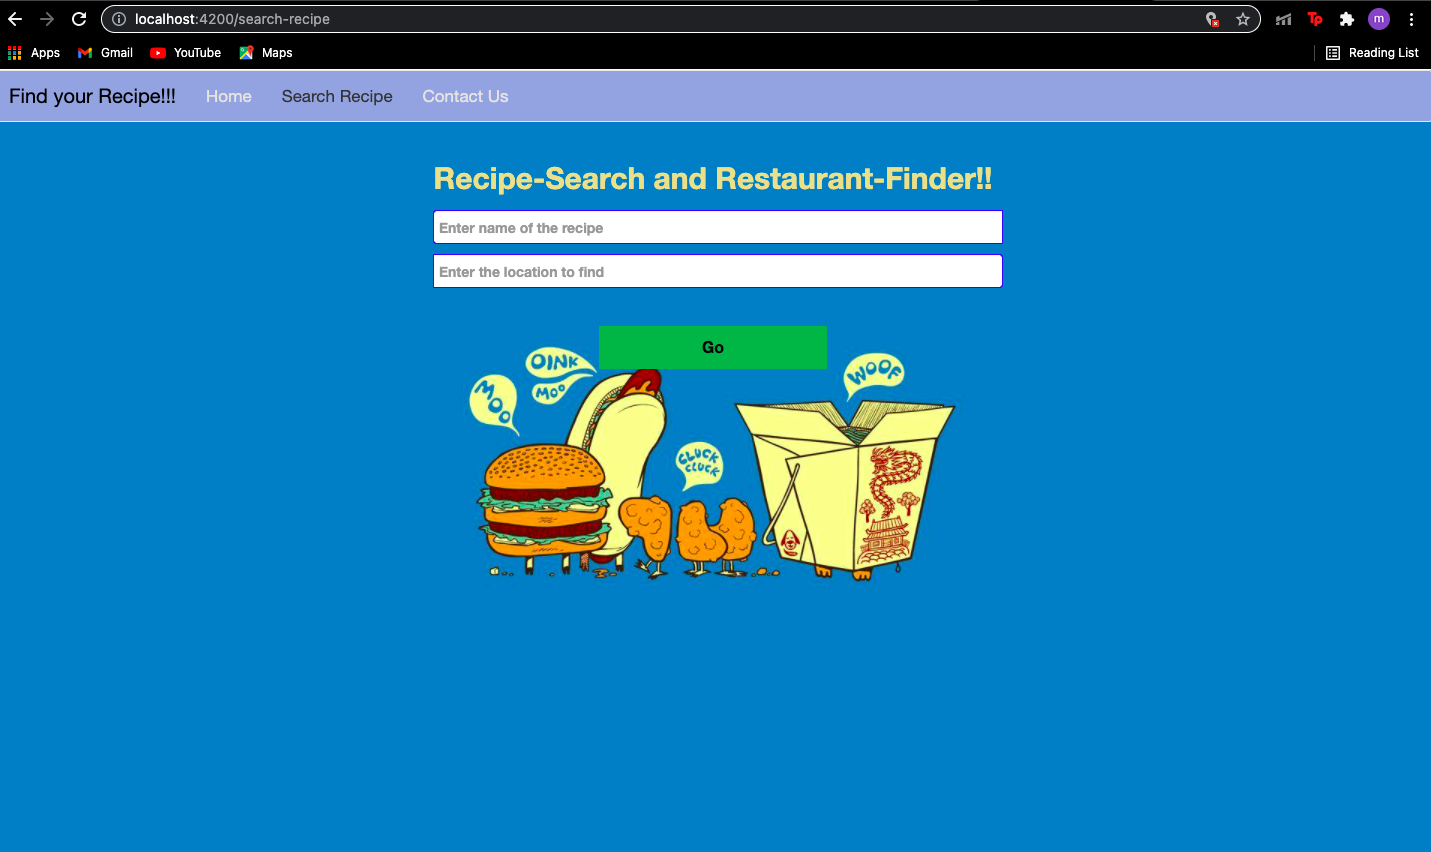 localhost:4200/search-recipe
Apps Gmail YouTube Maps Reading List
Find your Recipe!!! Home Search Recipe Contact Us
Recipe-Search and Restaurant-Finder!!
Enter name of the recipe
Enter the location to find
Go
OINK
MOO
MOO
WOOF
CLUCK
CLUCK
m
Tp